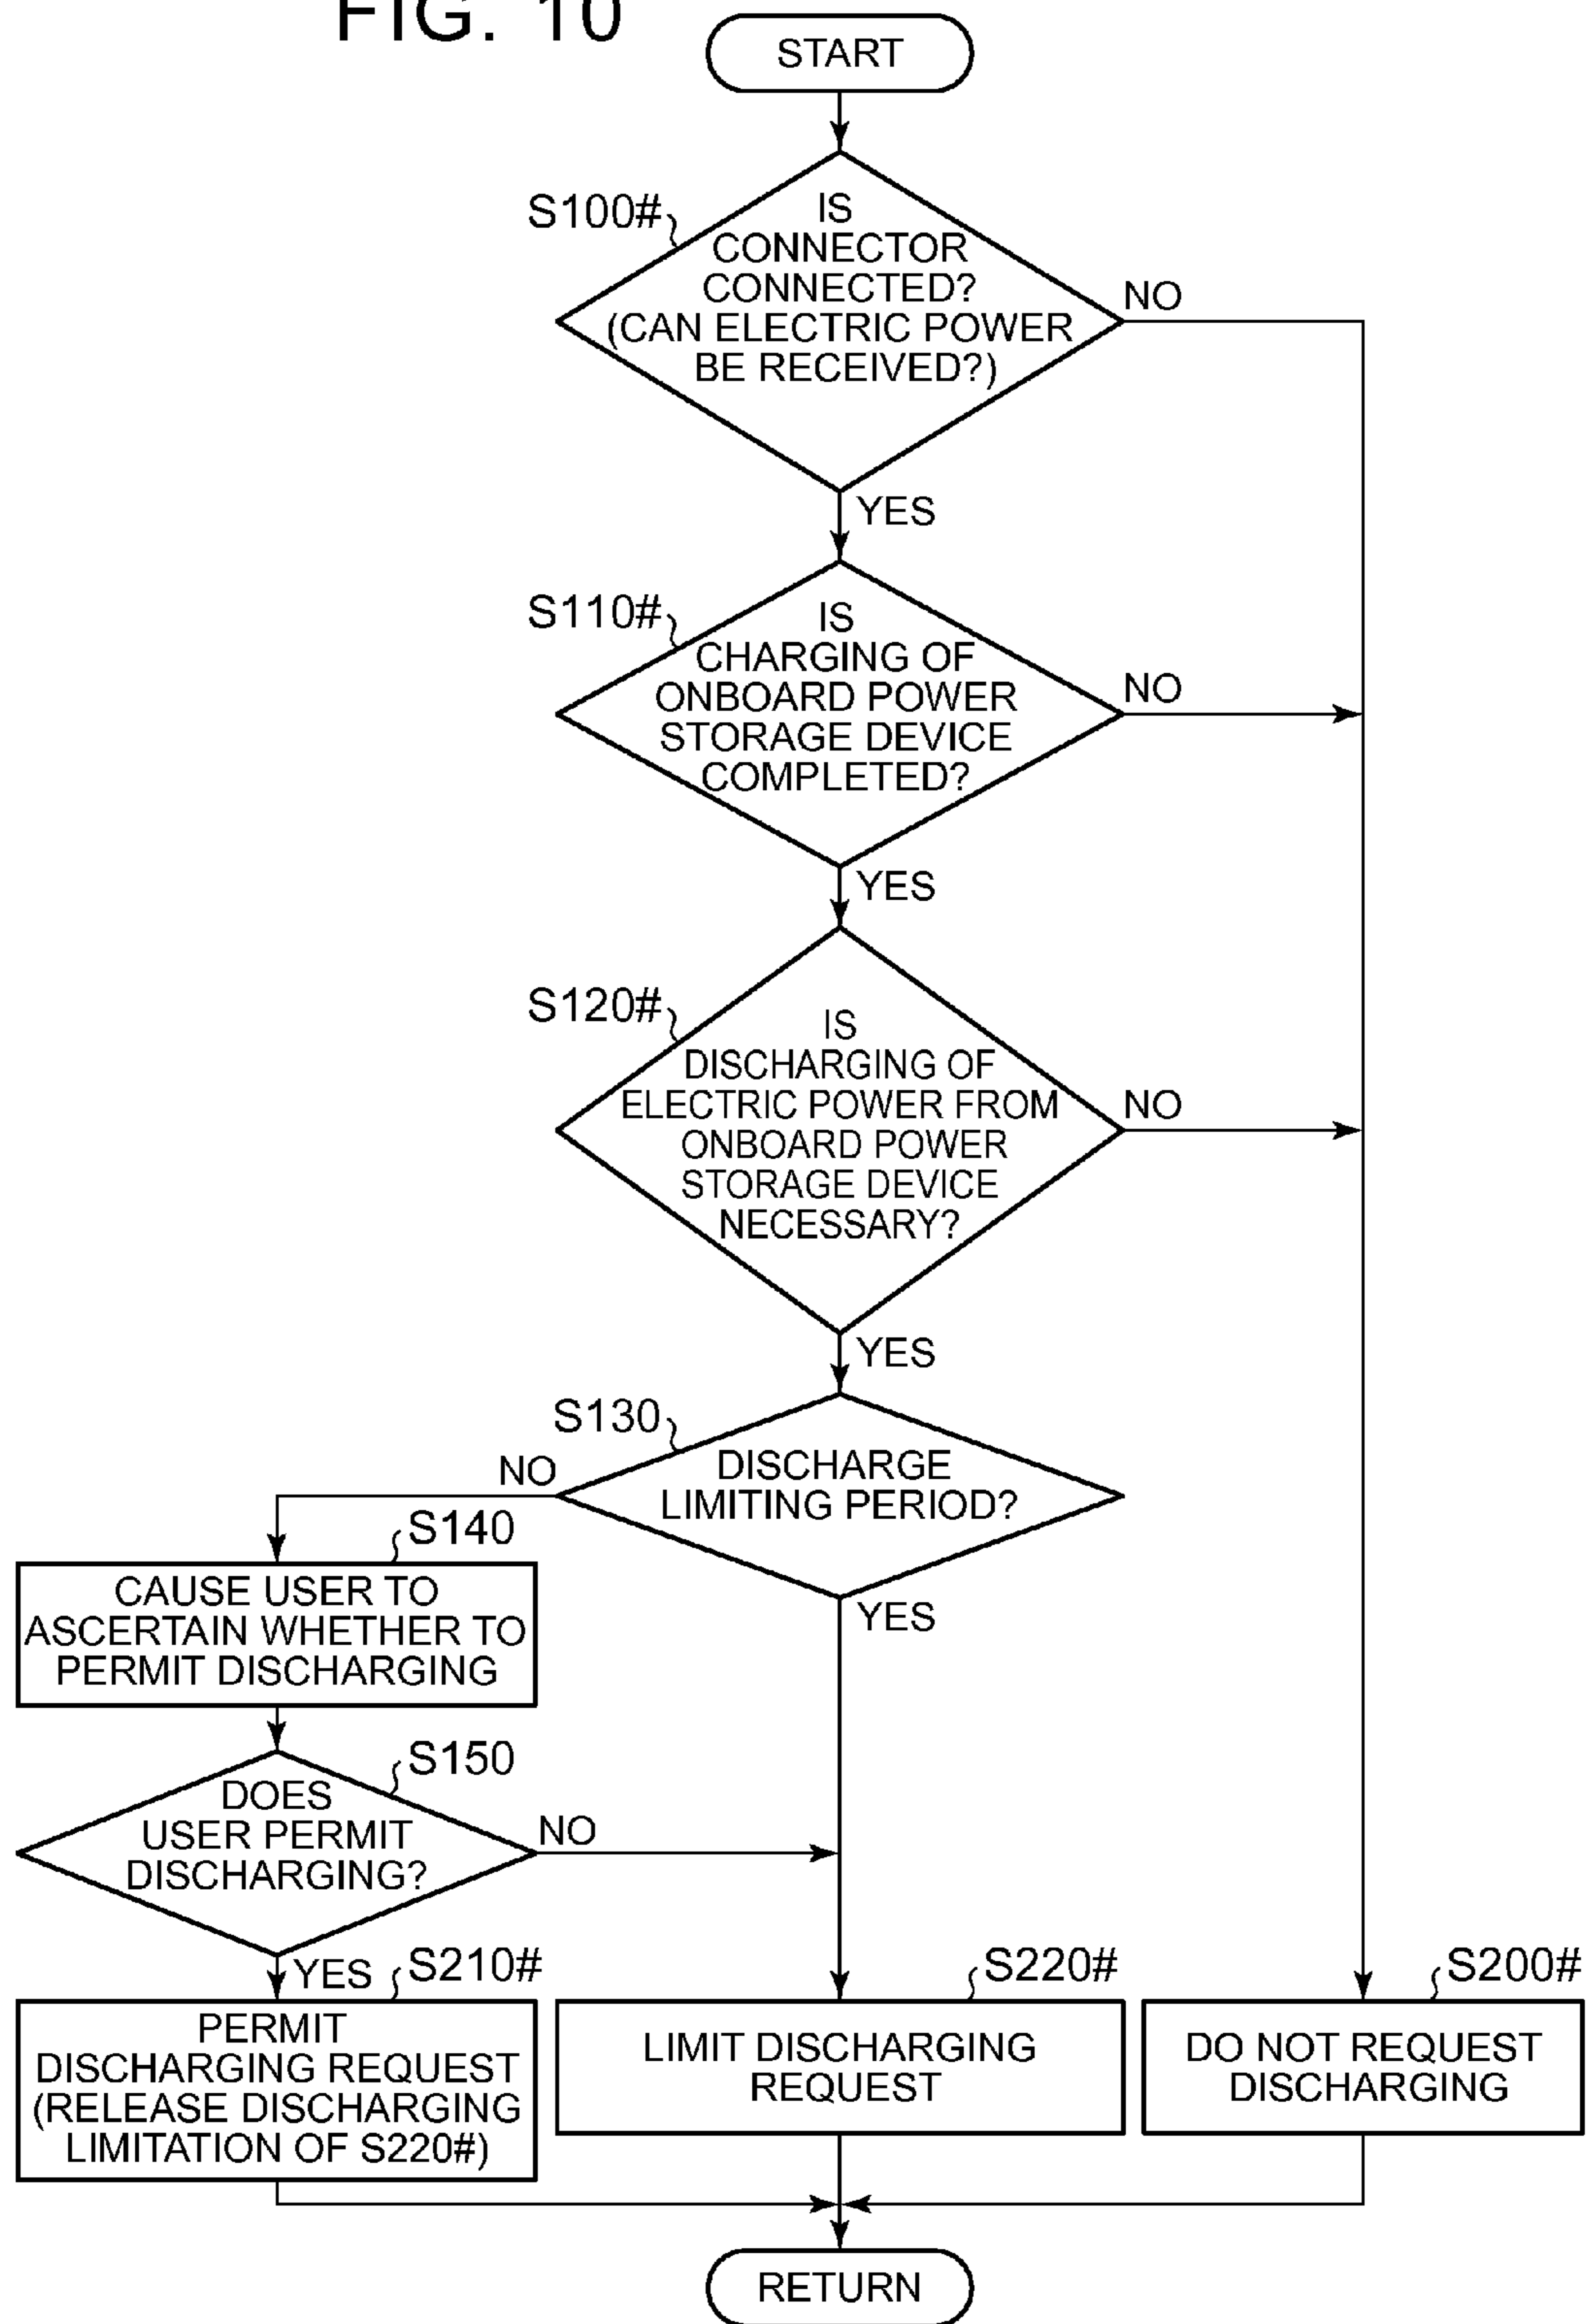 FIG. 10
START
S100#
IS
CONNECTOR
CONNECTED?
(CAN ELECTRIC POWER
BE RECEIVED?)
NO
YES
S110#
IS
CHARGING OF
ONBOARD POWER
STORAGE DEVICE
COMPLETED?
NO
YES
S120#
IS
DISCHARGING OF
ELECTRIC POWER FROM
ONBOARD POWER
STORAGE DEVICE
NECESSARY?
NO
YES
S130
DISCHARGE
LIMITING PERIOD?
NO
YES
S140
CAUSE USER TO
ASCERTAIN WHETHER TO
PERMIT DISCHARGING
S150
DOES
USER PERMIT
DISCHARGING?
NO
YES
S210#
PERMIT
DISCHARGING REQUEST
(RELEASE DISCHARGING
LIMITATION OF S220#)
S220#
LIMIT DISCHARGING
REQUEST
S200#
DO NOT REQUEST
DISCHARGING
RETURN